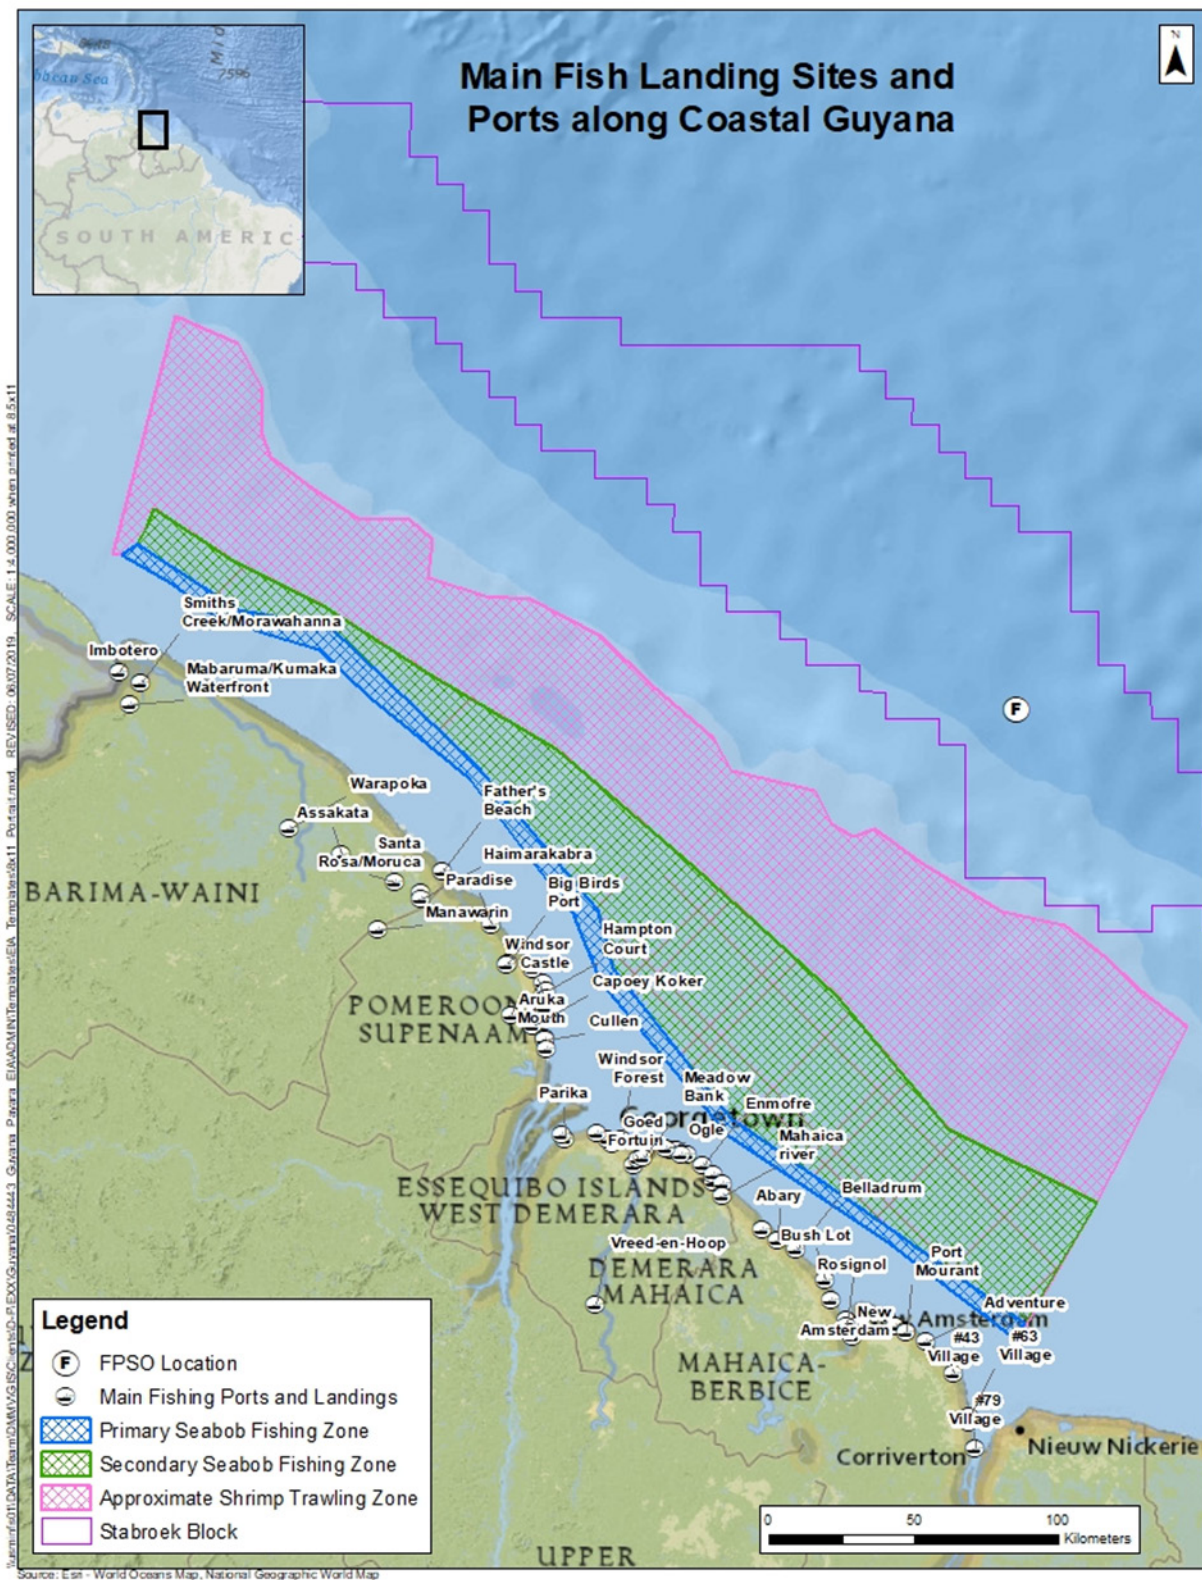 Main Fish Landing Sites and
Ports along Coastal Guyana
N
7596
SOUTH AMERIC
Smiths
Creek/Morawahanna
Imbotero
Mabaruma/Kumaka
Waterfront
F
Warapoka
Father's
Beach
Assakata
Santa
Rosa/Moruca
Haimarakabra
Paradise
Big Birds
Port
BARIMA-WAINI
Manawarin
Hampton
Court
Windsor
Castle
Capoey Koker
POMEROON
SUPENAAM
Aruka
Mouth
Cullen
Windsor
Forest
Meadow
Bank
Parika
Enmofre
Georgetown
Goed
Fortuin
Ogle
Mahaica
river
ESSEQUIBO ISLANDS
WEST DEMERARA
Belladrum
Abary
Bush Lot
Vreed-en-Hoop
DEMERARA
MAHAICA
Rosignol
Port
Mourant
Adventure
New
Amsterdam
Amsterdam
#43
Village
#63
Village
MAHAICA-
BERBICE
#79
Village
Corriverton
Nieuw Nickerie
UPPER
Legend
F FPSO Location
Main Fishing Ports and Landings
Primary Seabob Fishing Zone
Secondary Seabob Fishing Zone
Approximate Shrimp Trawling Zone
Stabroek Block
0 50 100
Kilometers
Source: Esri - World Oceans Map, National Geographic World Map